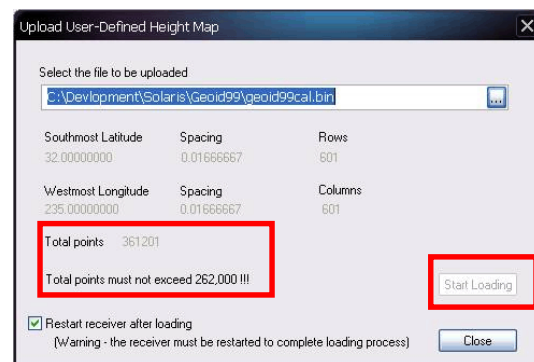 Upload User-Defined Height Map
Select the file to be uploaded
C:\Devlopment\Solaris\Geoid99\geoid99cal.bin
...
Southmost Latitude Spacing Rows
32.00000000 0.01666667 601
Westmost Longitude Spacing Columns
235.00000000 0.01666667 601
Total points 361201
Total points must not exceed 262,000 !!!
Start Loading
Restart receiver after loading
(Warning - the receiver must be restarted to complete loading process)
Close